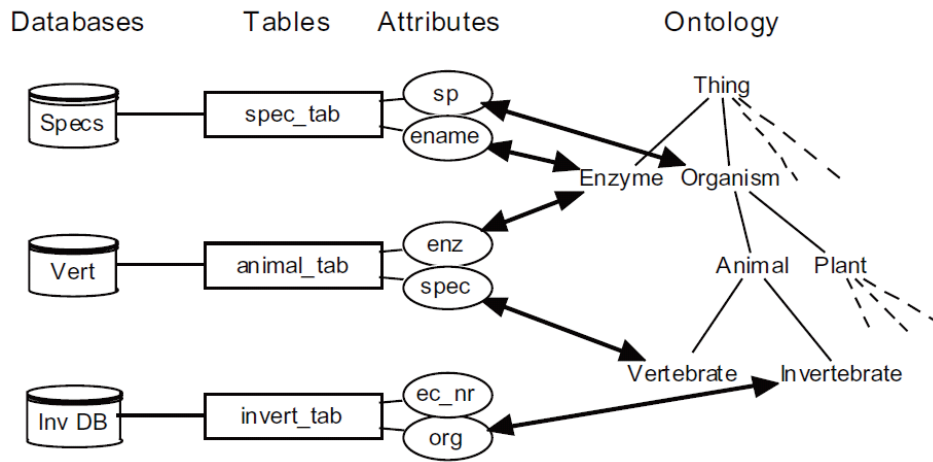 Databases Tables Attributes Ontology
Specs spec_tab sp Thing
ename
Enzyme Organism
Vert animal_tab enz
spec Animal Plant
Vertebrate Invertebrate
Inv DB invert_tab ec_nr
org